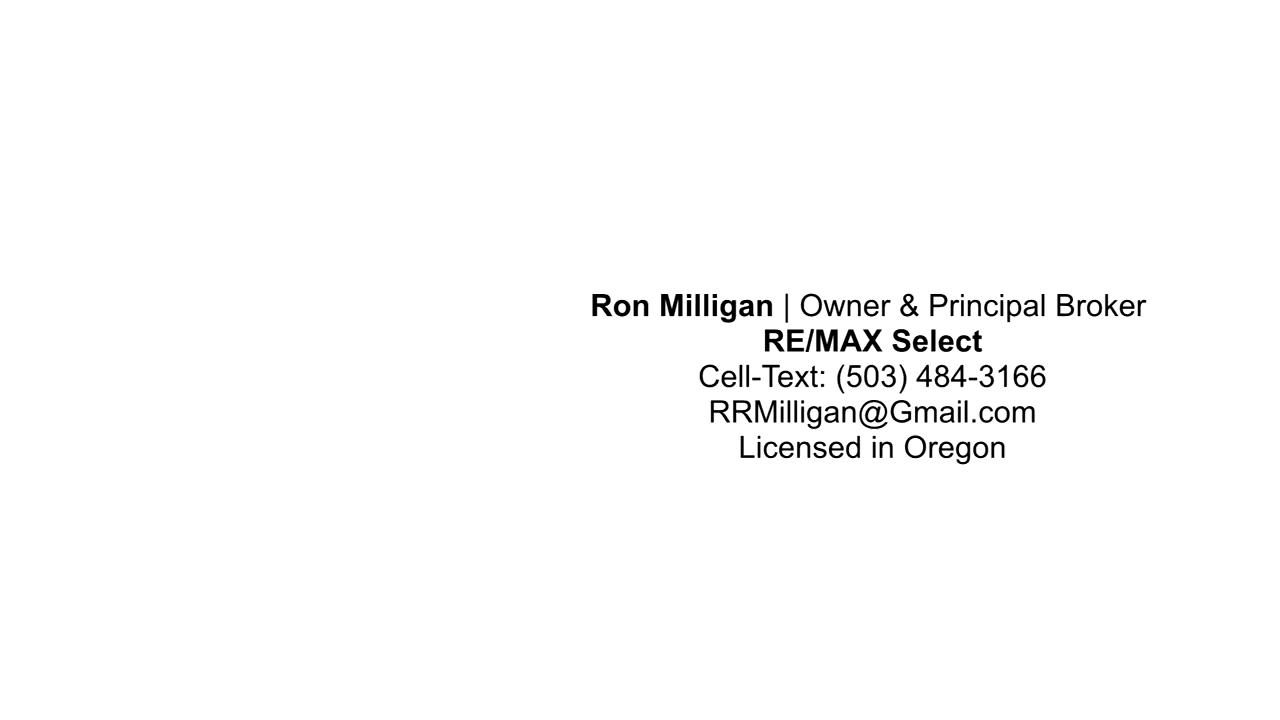 Ron Milligan | Owner & Principal Broker
RE/MAX Select
Cell-Text: (503) 484-3166
RRMilligan@Gmail.com
Licensed in Oregon